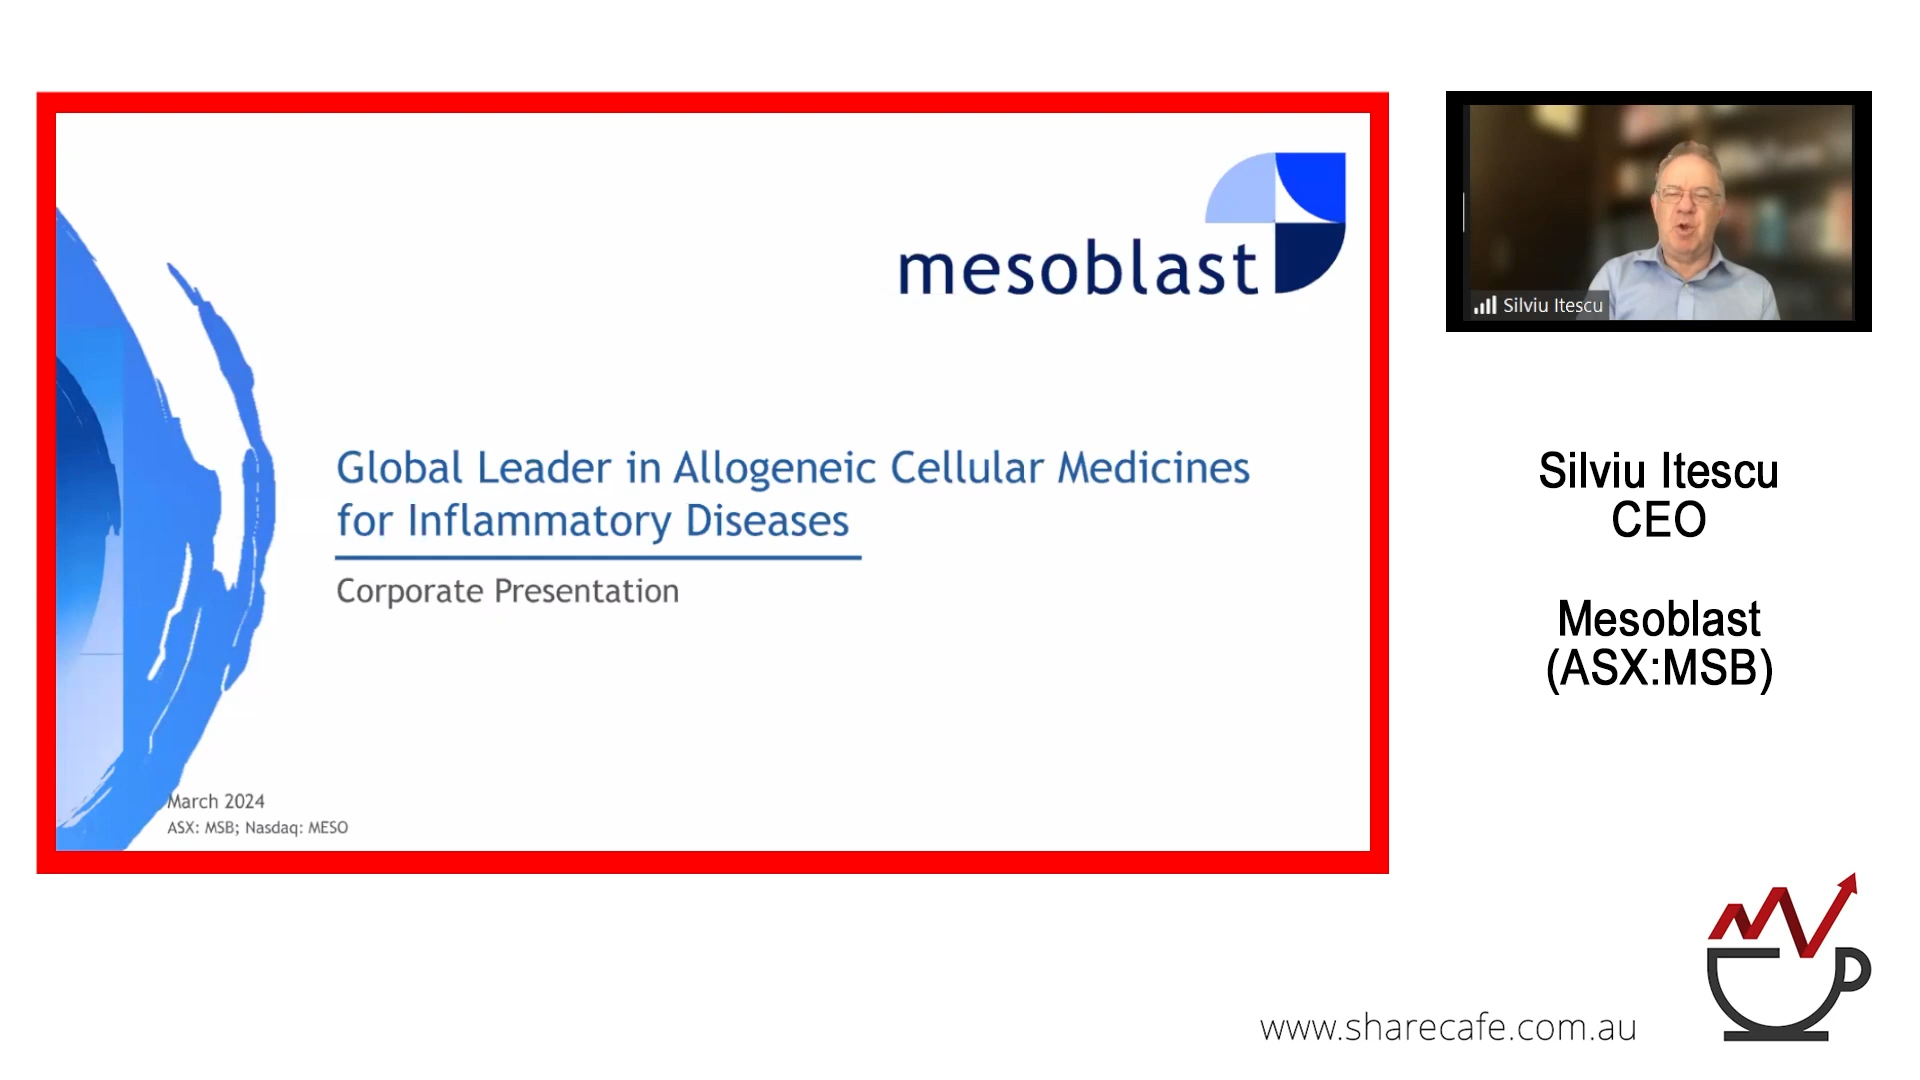 mesoblast
Global Leader in Allogeneic Cellular Medicines
for Inflammatory Diseases
Corporate Presentation
March 2024
ASX: MSB; Nasdaq: MESO
Silviu Itescu
Silviu Itescu
CEO
Mesoblast
(ASX:MSB)
www.sharecafe.com.au